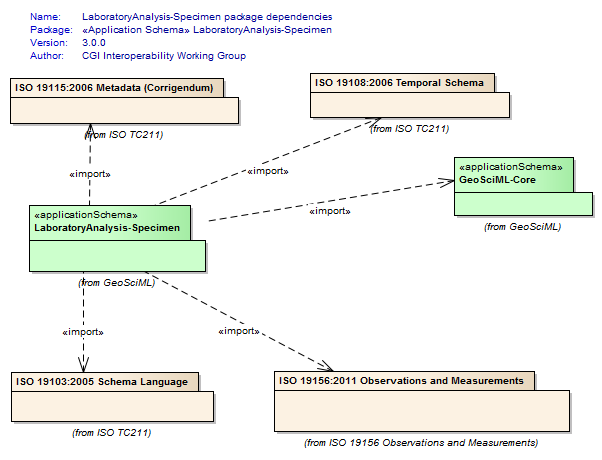 Name: LaboratoryAnalysis-Specimen package dependencies
Package: «Application Schema» LaboratoryAnalysis-Specimen
Version: 3.0.0
Author: CGI Interoperability Working Group
ISO 19115:2006 Metadata (Corrigendum)
(from ISO TC211)
ISO 19108:2006 Temporal Schema
(from ISO TC211)
«import»
«import»
«applicationSchema»
GeoSciML-Core
(from GeoSciML)
«import»
«applicationSchema»
LaboratoryAnalysis-Specimen
(from GeoSciML)
«import»
«import»
ISO 19103:2005 Schema Language
(from ISO TC211)
ISO 19156:2011 Observations and Measurements
(from ISO 19156 Observations and Measurements)